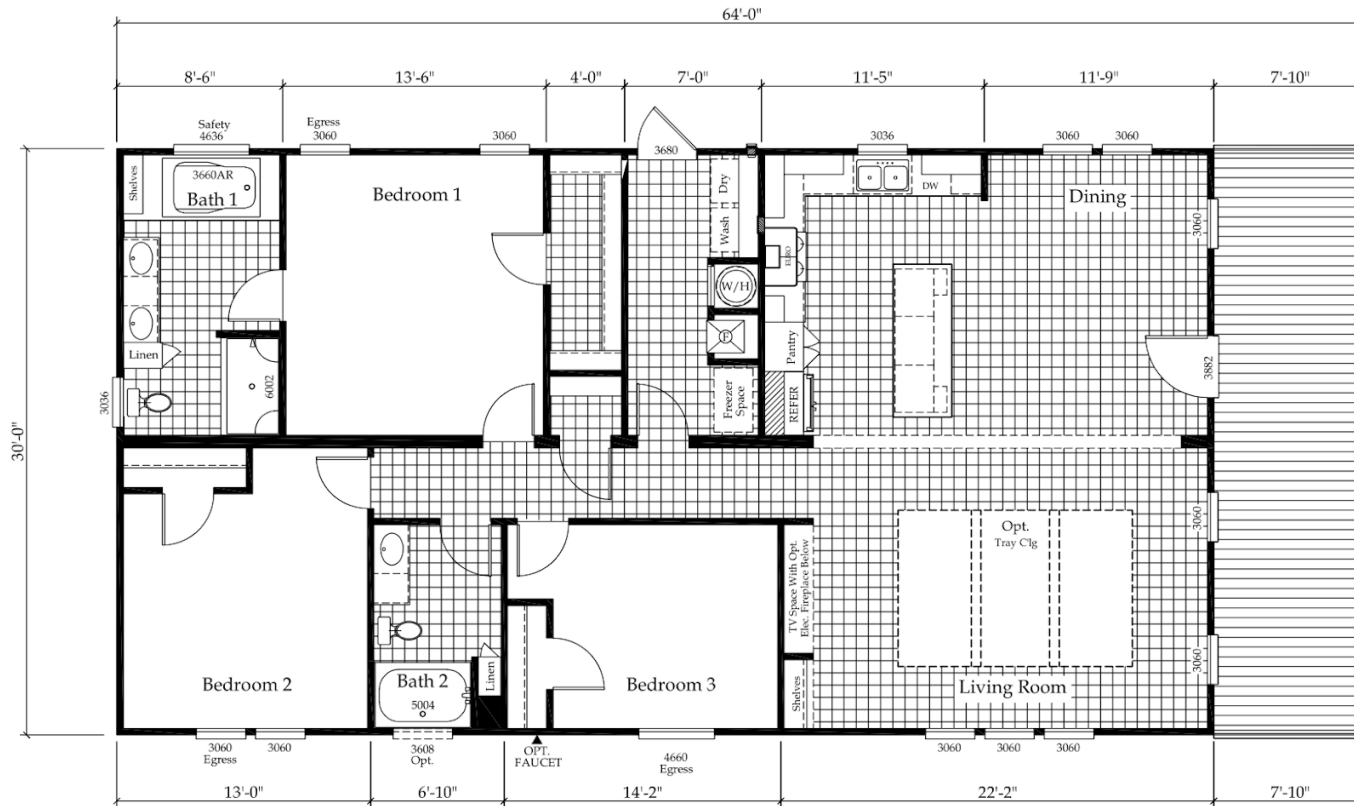 64'-0"
8'-6"
13'-6"
4'-0"
7'-0"
11'-5"
11'-9"
7'-10"
Safety
4636
Egress
3060
3060
3680
3036
3060
3060
Shelves
3660AR
Bath 1
Bedroom 1
Dry
Wash
DW
Dining
3060
EURO
W/H
F
Linen
6002
Pantry
3882
3036
Freezer
Space
REFER
30'-0"
Opt.
Tray C'lg
3060
TV Space With Opt.
Elec. Fireplace Below
3060
Bedroom 2
Bath 2
Linen
Bedroom 3
Shelves
Living Room
5004
3060
3060
Egress
3608
Opt.
OPT.
FAUCET
4660
Egress
3060
3060
3060
13'-0"
6'-10"
14'-2"
22'-2"
7'-10"